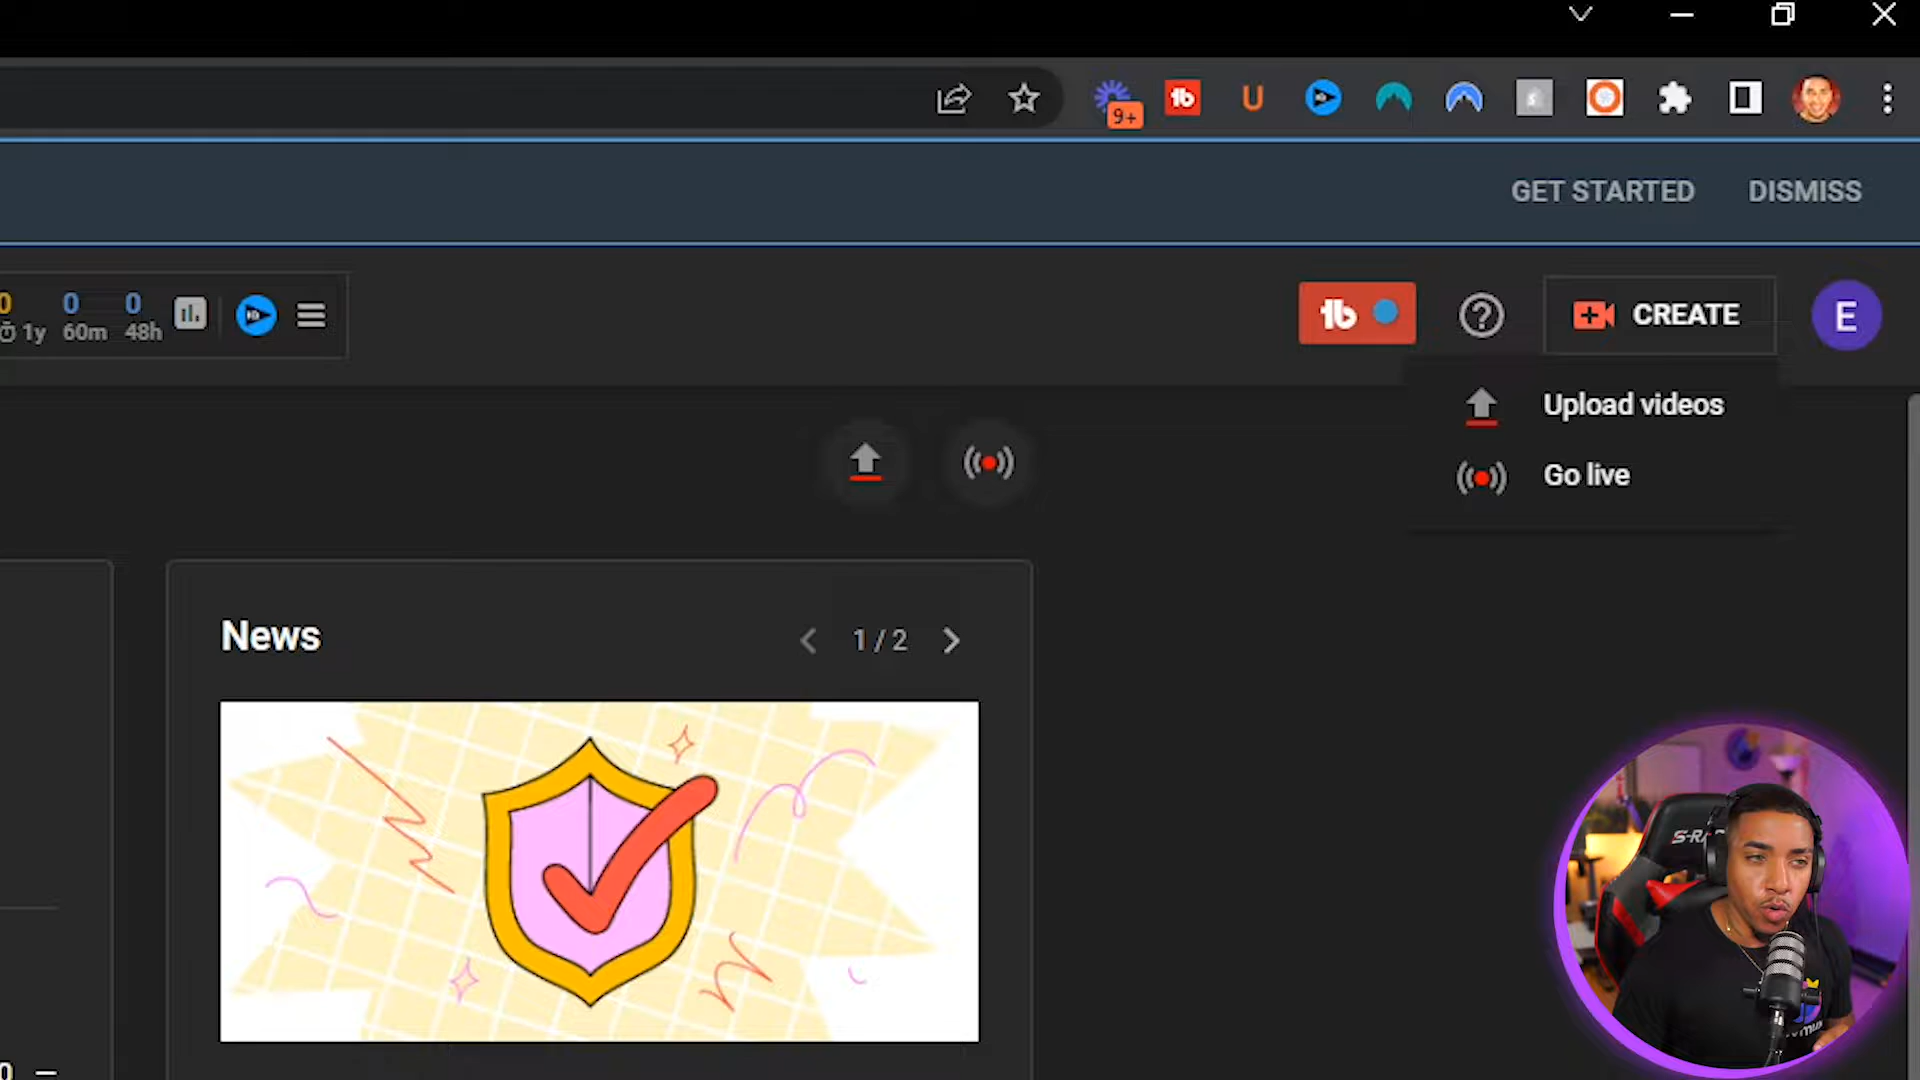 9+
GET STARTED DISMISS
0 0 0
1y 60m 48h
CREATE
E
Upload videos
Go live
News
1 / 2